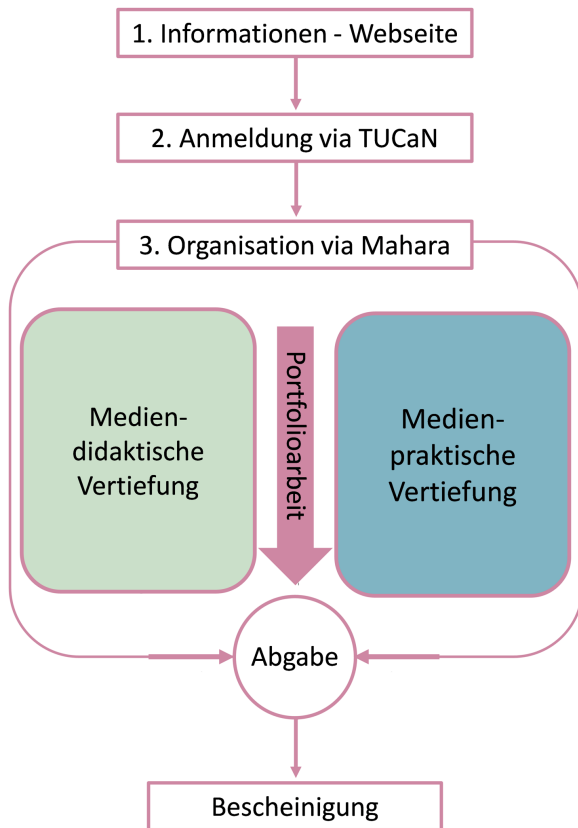 1. Informationen - Webseite
2. Anmeldung via TUCaN
3. Organisation via Mahara
Medien-
didaktische
Vertiefung
Portfolioarbeit
Medien-
praktische
Vertiefung
Abgabe
Bescheinigung